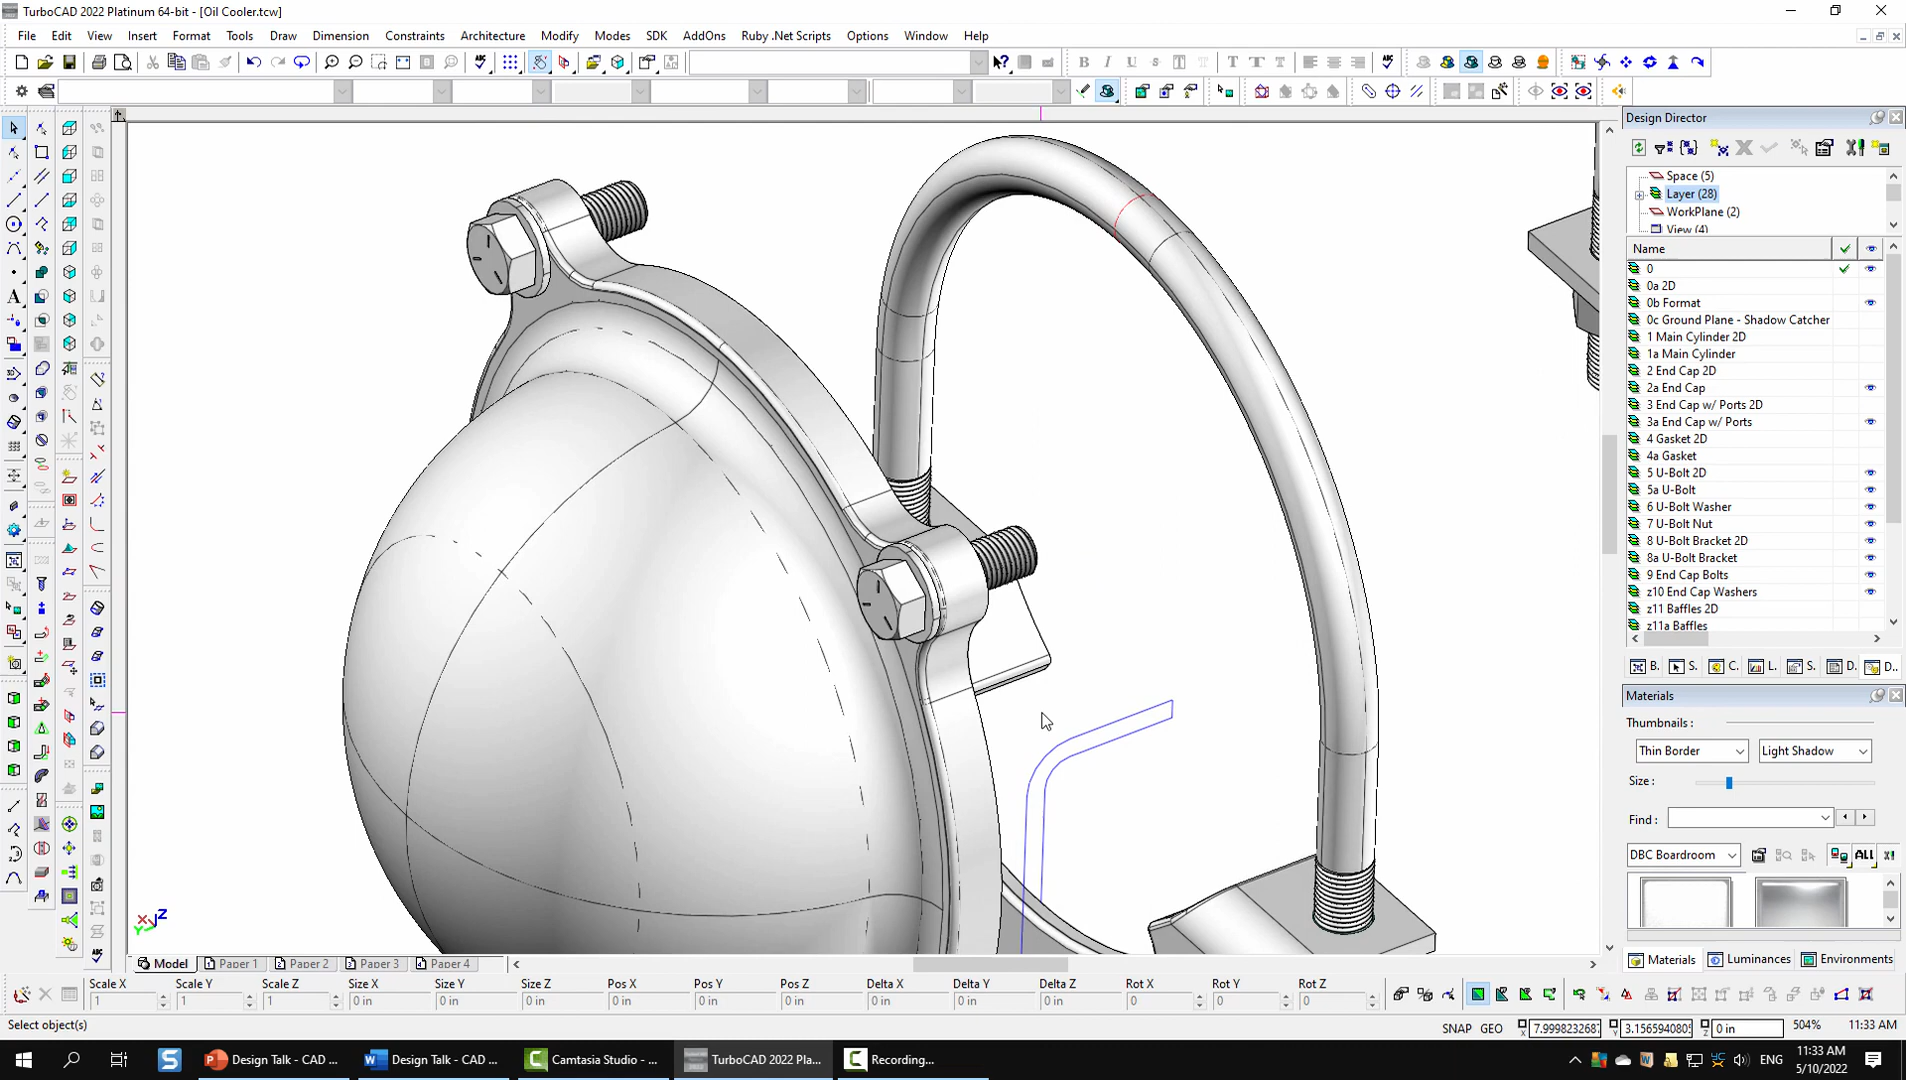 TurboCAD 2022 Platinum 64-bit - [Oil Cooler.tcw]
File Edit View Insert Format Tools Draw Dimension Constraints Architecture Modify Modes SDK AddOns Ruby .Net Scripts Options Window Help
Design Director
Space (5)
Layer (28)
WorkPlane (2)
View (4)
Name
0
0a 2D
0b Format
0c Ground Plane - Shadow Catcher
1 Main Cylinder 2D
1a Main Cylinder
2 End Cap 2D
2a End Cap
3 End Cap w/ Ports 2D
3a End Cap w/ Ports
4 Gasket 2D
4a Gasket
5 U-Bolt 2D
5a U-Bolt
6 U-Bolt Washer
7 U-Bolt Nut
8 U-Bolt Bracket 2D
8a U-Bolt Bracket
9 End Cap Bolts
z10 End Cap Washers
z11 Baffles 2D
z11a Baffles
B. S. C. L. S. D. D..
Materials
Thumbnails :
Thin Border Light Shadow
Size :
Find :
DBC Boardroom ALL
Materials Luminances Environments
X Z Y
Model Paper 1 Paper 2 Paper 3 Paper 4
Scale X Scale Y Scale Z Size X Size Y Size Z Pos X Pos Y Pos Z Delta X Delta Y Delta Z Rot X Rot Y Rot Z
1 1 1 0 in 0 in 0 in 0 in 0 in 0 in 0 in 0 in 0 in 0 0 0
Select object(s) SNAP GEO 7.9998232687 3.1565940805 0 in 504% 11:33 AM
Design Talk - CAD ... Design Talk - CAD ... Camtasia Studio - ... TurboCAD 2022 Pla... Recording... ENG 11:33 AM
5/10/2022